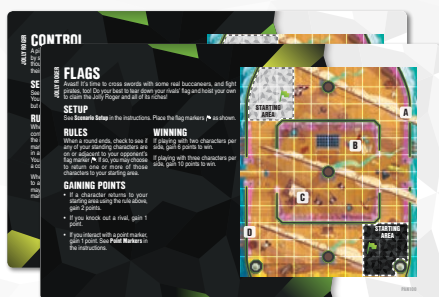 JOLLY ROGER
CONTROL
JOLLY ROGER
FLAGS
Avast! It's time to cross swords with some real buccaneers, and fight
pirates, too! Do your best to tear down your rivals' flag and hold your own
to claim the Jolly Roger and all of its riches!
SETUP
See Scenario Setup in the instructions. Place the flag markers as shown.
RULES
When a round ends, check to see if
any of your standing characters are
on or adjacent to your opponent's
flag marker. If so, you may choose
to return one or more of those
characters to your starting area.
GAINING POINTS
• If a character returns to your
starting area using the rule above,
gain 2 points.
• If you knock out a rival, gain 1
point.
• If you interact with a point marker,
gain 1 point. See Point Markers in
the instructions.
WINNING
If playing with two characters per
side, gain 6 points to win.
If playing with three characters per
side, gain 10 points to win.
STARTING
AREA
A
B
C
D
STARTING
AREA